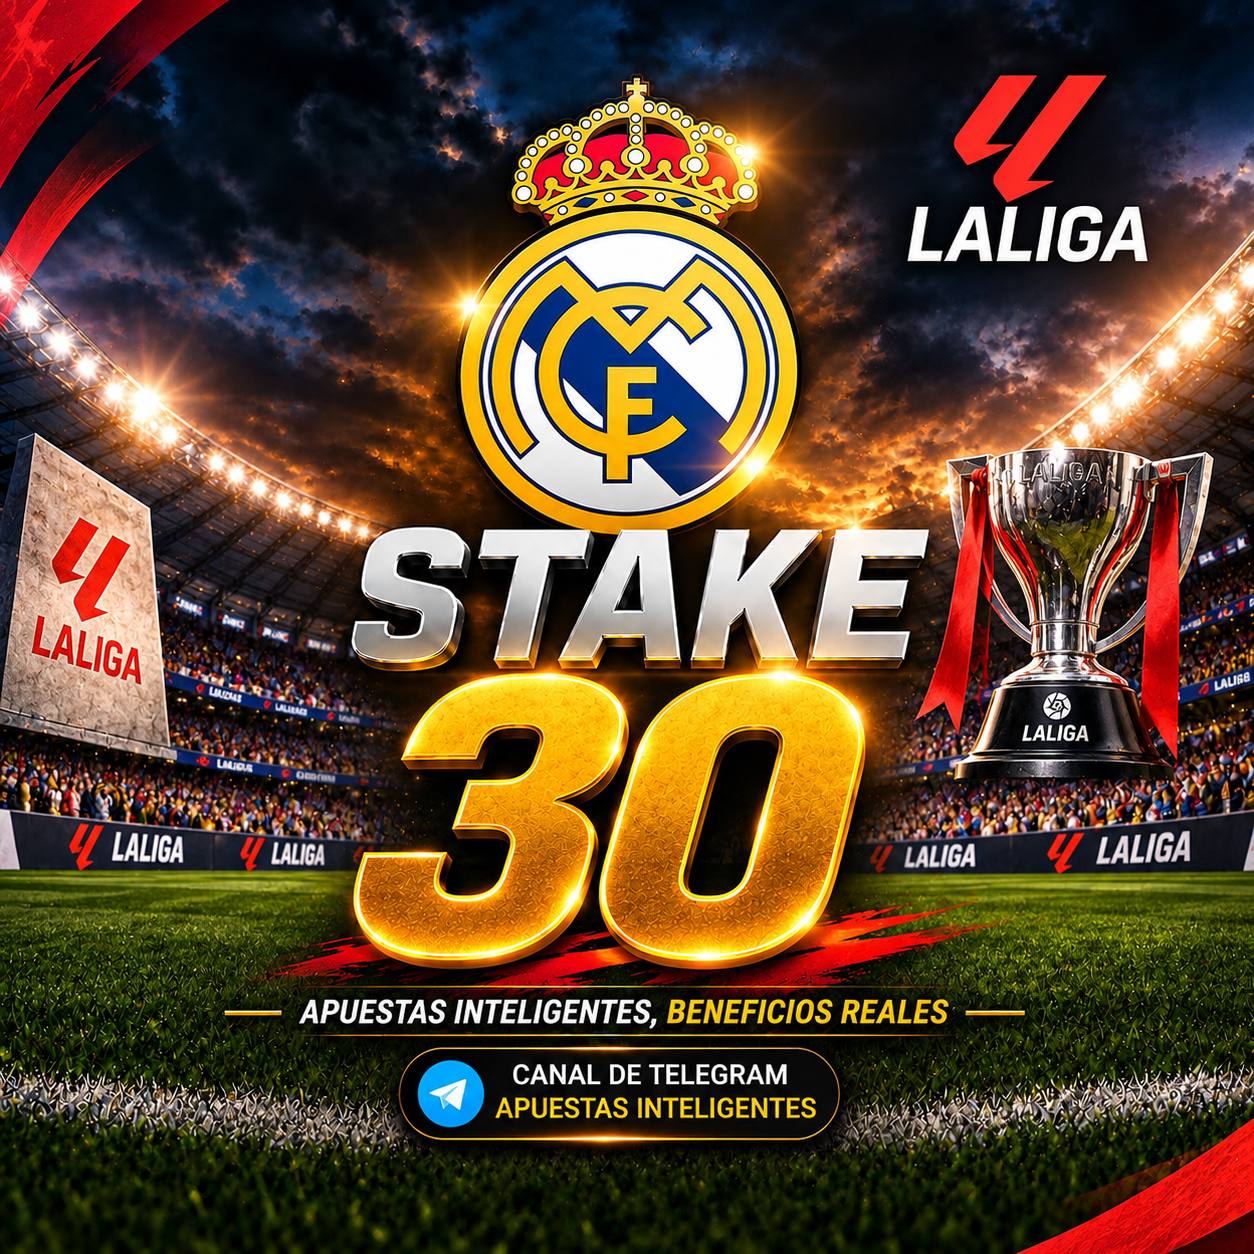 LALIGA
LALIGA
LALIGA
STAKE
30
LALIGA
LALIGA
LALIGA
LALIGA
LALIGA
APUESTAS INTELIGENTES, BENEFICIOS REALES
CANAL DE TELEGRAM
APUESTAS INTELIGENTES